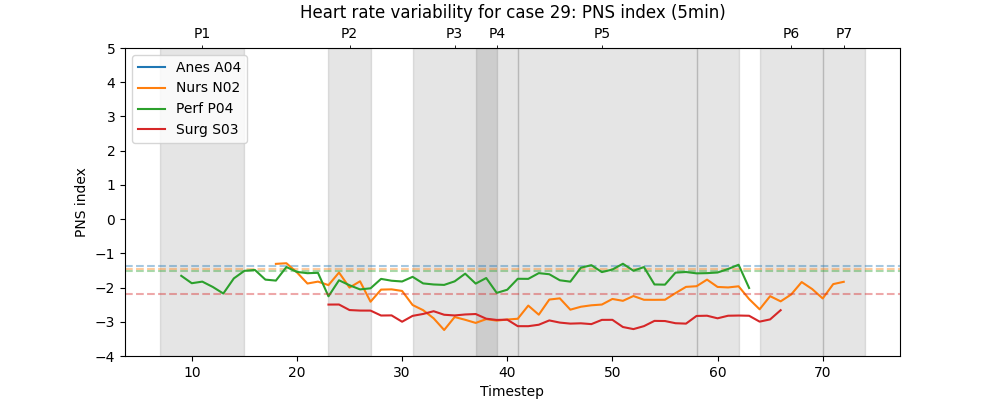 Heart rate variability for case 29: PNS index (5min)
P1 P2 P3 P4 P5 P6 P7
Anes A04
Nurs N02
Perf P04
Surg S03
PNS index
5
4
3
2
1
0
−1
−2
−3
−4
10 20 30 40 50 60 70
Timestep